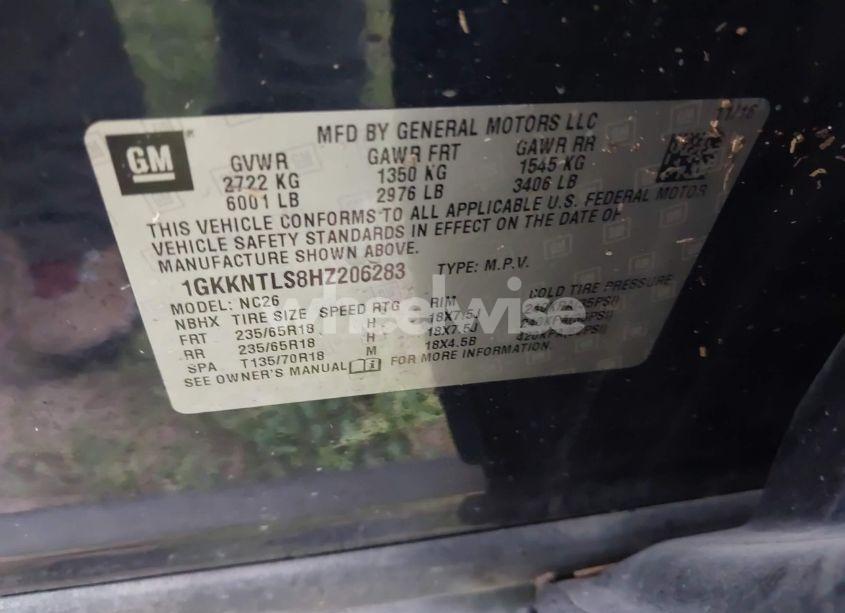 GM
MFD BY GENERAL MOTORS LLC 11/16
GVWR GAWR FRT GAWR RR
2722 KG 1350 KG 1545 KG
6001 LB 2976 LB 3406 LB
THIS VEHICLE CONFORMS TO ALL APPLICABLE U.S. FEDERAL MOTOR
VEHICLE SAFETY STANDARDS IN EFFECT ON THE DATE OF
MANUFACTURE SHOWN ABOVE.
1GKKNTLS8HZ206283 TYPE: M.P.V.
MODEL: NC26
NBHX TIRE SIZE SPEED RTG RIM COLD TIRE PRESSURE
FRT 235/65R18 H 18X7.5J
RR 235/65R18 H 18X7.5J
SPA T135/70R18 M 18X4.5B
SEE OWNER'S MANUAL FOR MORE INFORMATION.
wheelwise